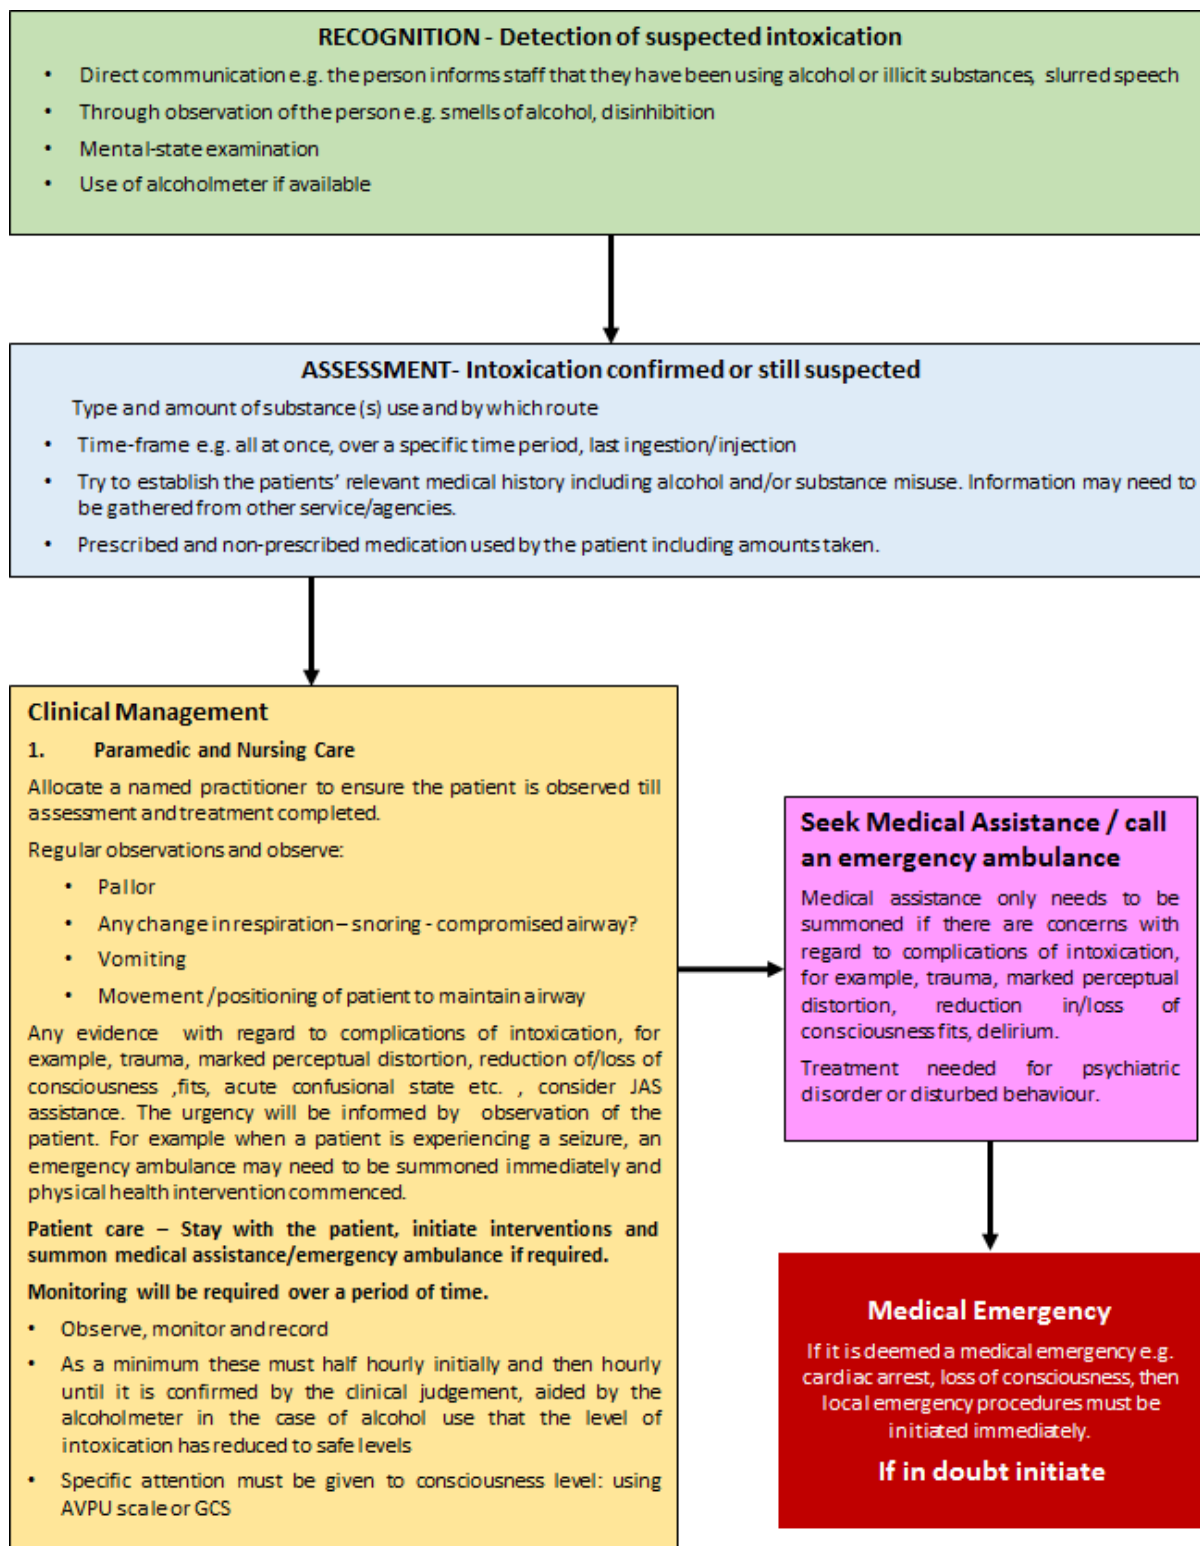 RECOGNITION - Detection of suspected intoxication
• Direct communication e.g. the person informs staff that they have been using alcohol or illicit substances, slurred speech
• Through observation of the person e.g. smells of alcohol, disinhibition
• Mental-state examination
• Use of alcoholmeter if available
ASSESSMENT- Intoxication confirmed or still suspected
Type and amount of substance (s) use and by which route
• Time-frame e.g. all at once, over a specific time period, last ingestion/injection
• Try to establish the patients' relevant medical history including alcohol and/or substance misuse. Information may need to
be gathered from other service/agencies.
• Prescribed and non-prescribed medication used by the patient including amounts taken.
Clinical Management
1. Paramedic and Nursing Care
Allocate a named practitioner to ensure the patient is observed till
assessment and treatment completed.
Regular observations and observe:
• Pallor
• Any change in respiration – snoring - compromised airway?
• Vomiting
• Movement /positioning of patient to maintain airway
Any evidence with regard to complications of intoxication, for
example, trauma, marked perceptual distortion, reduction of/loss of
consciousness ,fits, acute confusional state etc. , consider JAS
assistance. The urgency will be informed by observation of the
patient. For example when a patient is experiencing a seizure, an
emergency ambulance may need to be summoned immediately and
physical health intervention commenced.
Patient care – Stay with the patient, initiate interventions and
summon medical assistance/emergency ambulance if required.
Monitoring will be required over a period of time.
• Observe, monitor and record
• As a minimum these must half hourly initially and then hourly
until it is confirmed by the clinical judgement, aided by the
alcoholmeter in the case of alcohol use that the level of
intoxication has reduced to safe levels
• Specific attention must be given to consciousness level: using
AVPU scale or GCS
Seek Medical Assistance / call
an emergency ambulance
Medical assistance only needs to be
summoned if there are concerns with
regard to complications of intoxication,
for example, trauma, marked perceptual
distortion, reduction in/loss of
consciousness fits, delirium.
Treatment needed for psychiatric
disorder or disturbed behaviour.
Medical Emergency
If it is deemed a medical emergency e.g.
cardiac arrest, loss of consciousness, then
local emergency procedures must be
initiated immediately.
If in doubt initiate